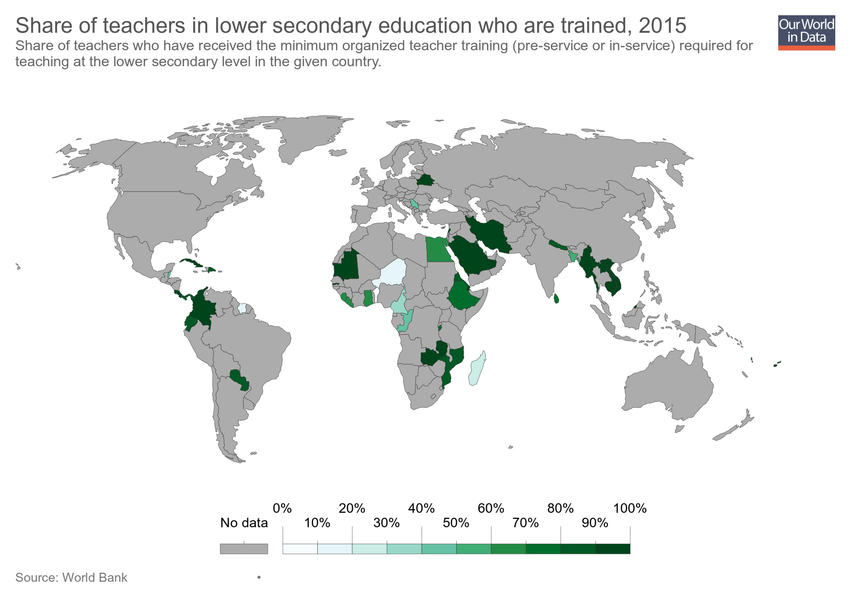 Share of teachers in lower secondary education who are trained, 2015
Share of teachers who have received the minimum organized teacher training (pre-service or in-service) required for
teaching at the lower secondary level in the given country.
Our World
in Data
0% 20% 40% 60% 80% 100%
No data 10% 30% 50% 70% 90%
Source: World Bank